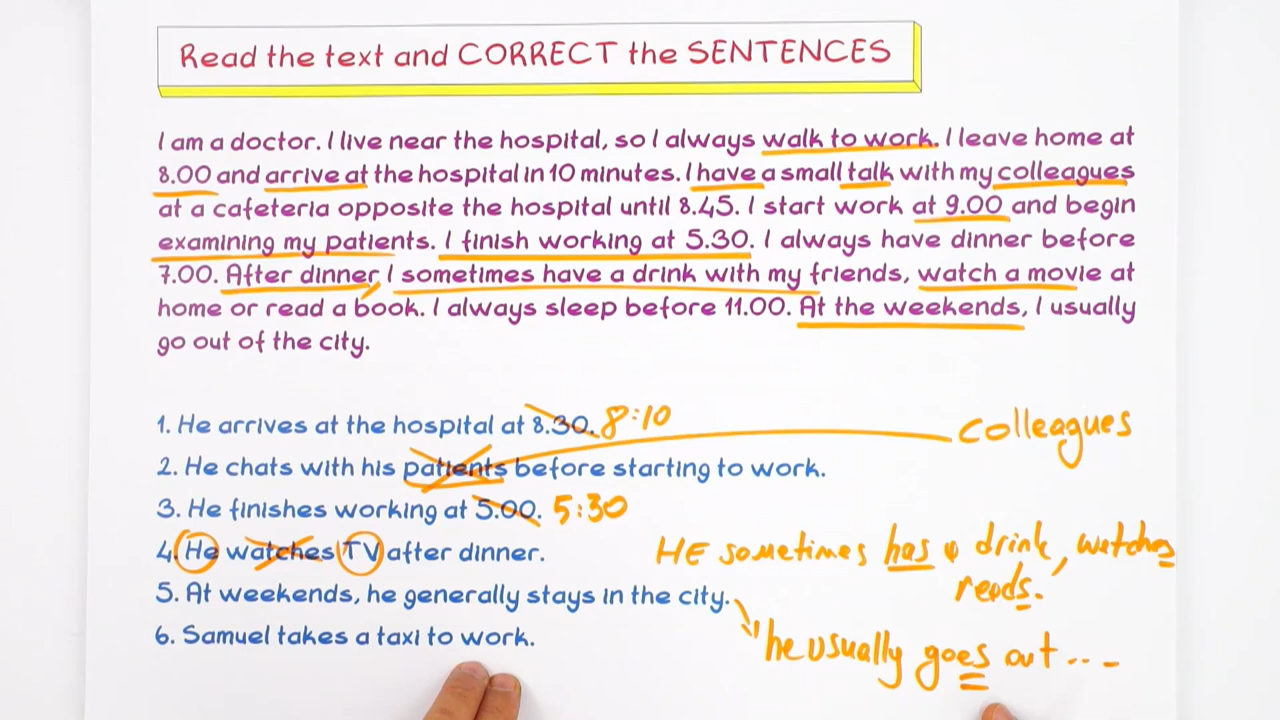 Read the text and CORRECT the SENTENCES
I am a doctor. I live near the hospital, so I always walk to work. I leave home at
8.00 and arrive at the hospital in 10 minutes. I have a small talk with my colleagues
at a cafeteria opposite the hospital until 8.45. I start work at 9.00 and begin
examining my patients. I finish working at 5.30. I always have dinner before
7.00. After dinner, I sometimes have a drink with my friends, watch a movie at
home or read a book. I always sleep before 11.00. At the weekends, I usually
go out of the city.
1. He arrives at the hospital at 8.30. 8:10
colleagues
2. He chats with his patients before starting to work.
3. He finishes working at 5.00. 5:30
4. He watches TV after dinner.
HE sometimes has a drink, watches
reads.
5. At weekends, he generally stays in the city.
he usually goes out ...
6. Samuel takes a taxi to work.